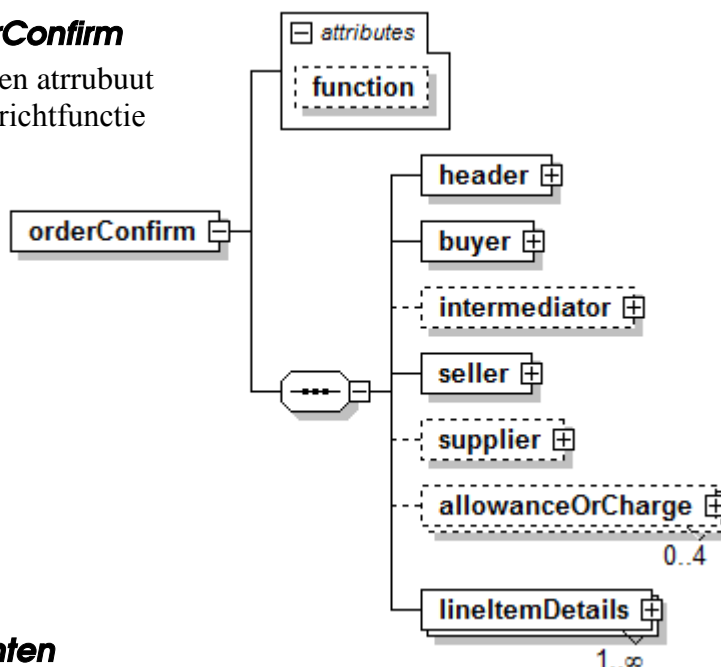 rConfirm
en atrrubuut
richtfunctie
attributes
function
orderConfirm
header
buyer
intermediator
seller
supplier
allowanceOrCharge
0..4
lineItemDetails
1..∞
nten